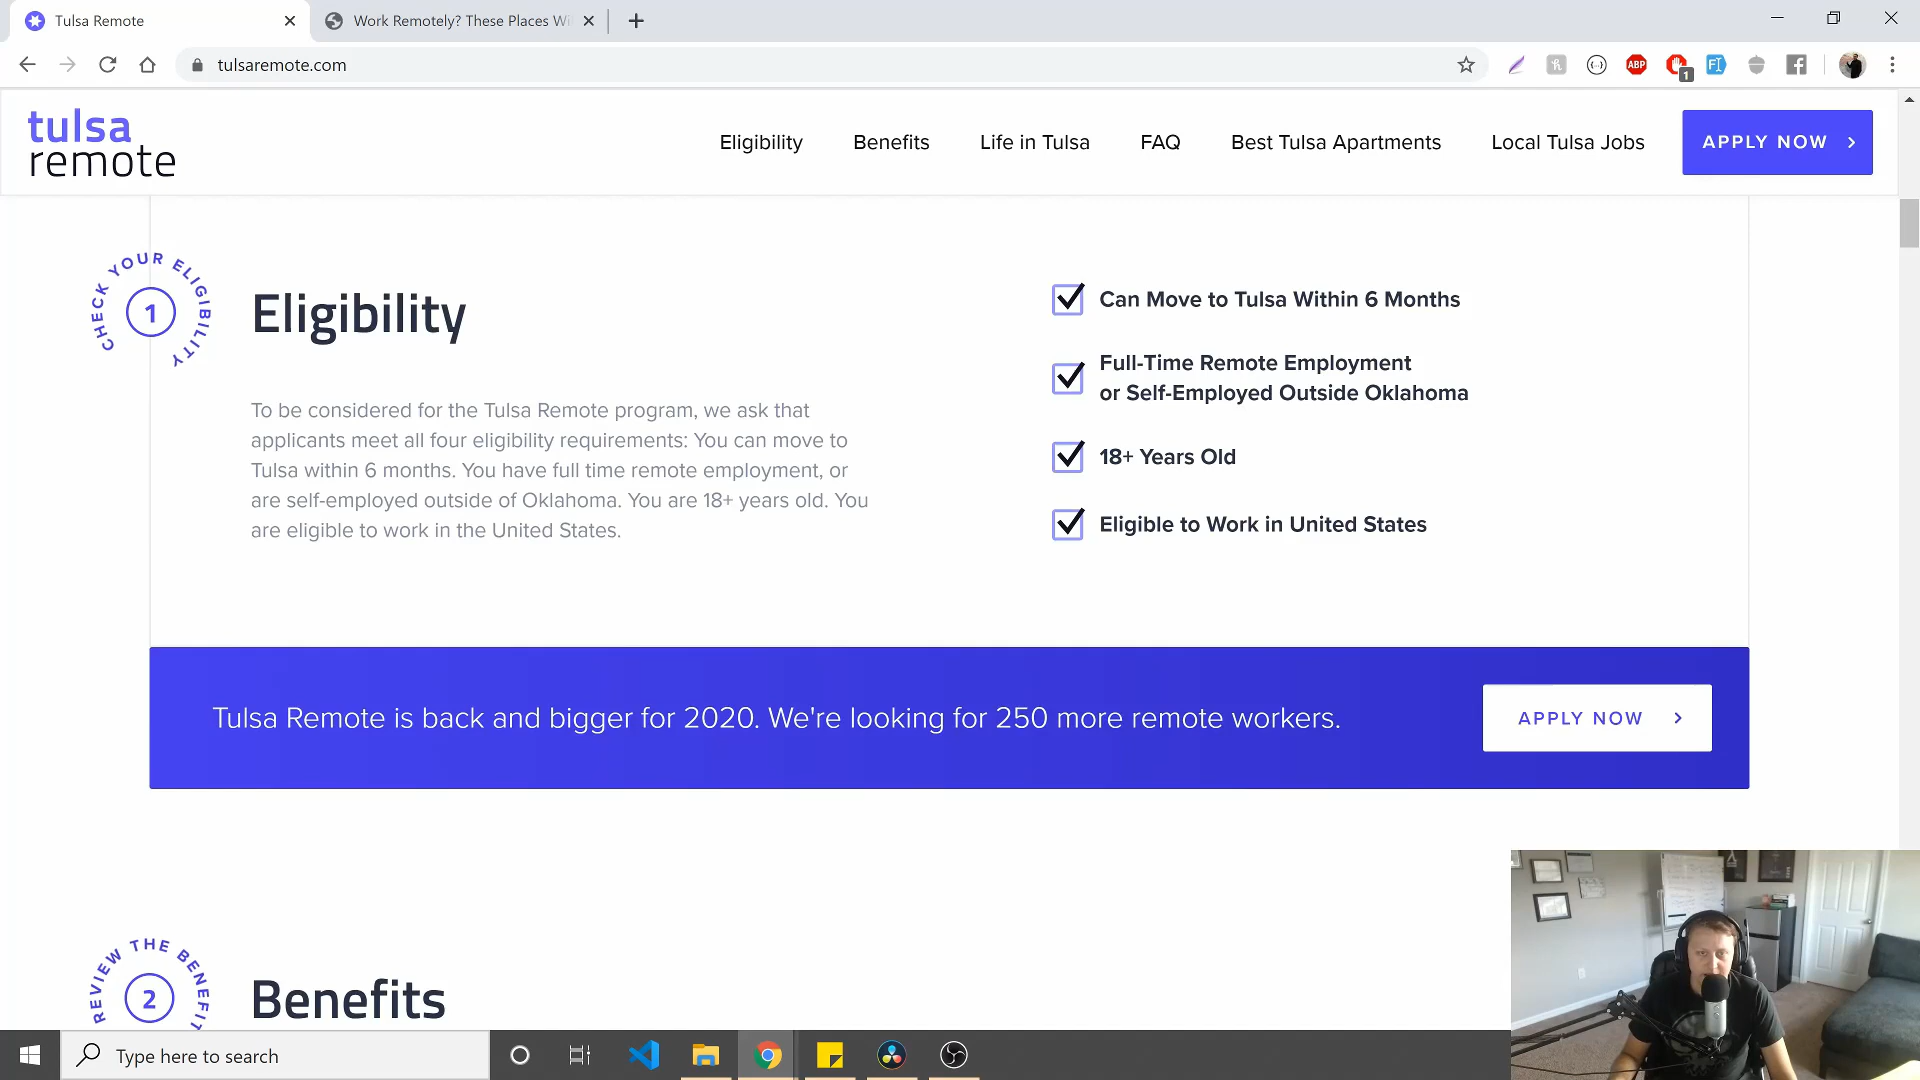 Tulsa Remote
Work Remotely? These Places Wi
tulsaremote.com
ABP
1
tulsa
remote
Eligibility
Benefits
Life in Tulsa
FAQ
Best Tulsa Apartments
Local Tulsa Jobs
APPLY NOW
CHECK YOUR ELIGIBILITY
1
Eligibility
To be considered for the Tulsa Remote program, we ask that
applicants meet all four eligibility requirements: You can move to
Tulsa within 6 months. You have full time remote employment, or
are self-employed outside of Oklahoma. You are 18+ years old. You
are eligible to work in the United States.
Can Move to Tulsa Within 6 Months
Full-Time Remote Employment
or Self-Employed Outside Oklahoma
18+ Years Old
Eligible to Work in United States
Tulsa Remote is back and bigger for 2020. We're looking for 250 more remote workers.
APPLY NOW
REVIEW THE BENEFIT
2
Benefits
Type here to search